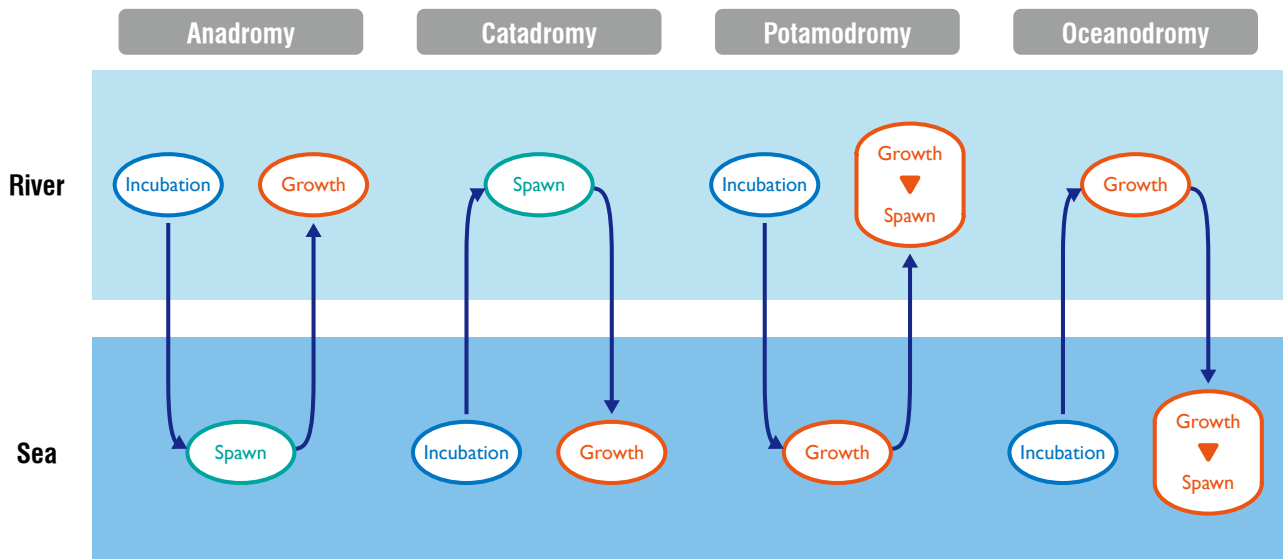 Anadromy
Catadromy
Potamodromy
Oceanodromy
River
Incubation
Growth
Spawn
Incubation
Growth
Spawn
Growth
Sea
Spawn
Incubation
Growth
Growth
Incubation
Growth
Spawn